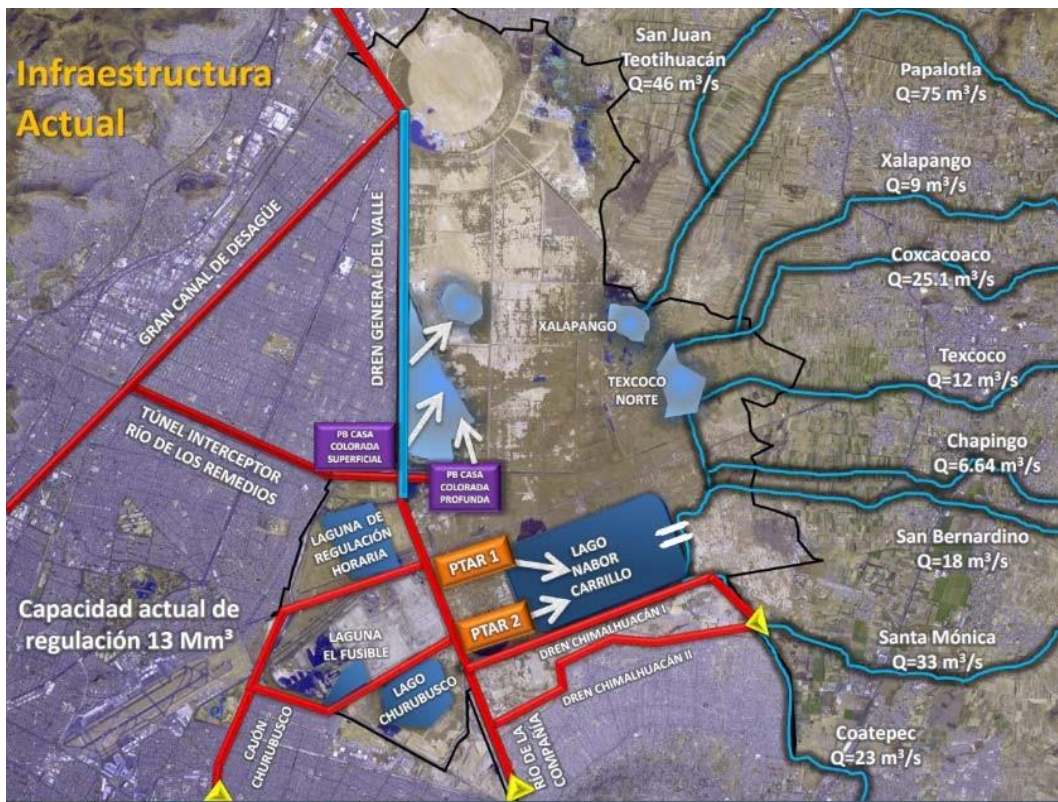 Infraestructura
Actual
San Juan
Teotihuacán
Q=46 m³/s
Papalotla
Q=75 m³/s
Xalapango
Q=9 m³/s
Coxcacoaco
Q=25.1 m³/s
GRAN CANAL DE DESAGÜE
DREN GENERAL DEL VALLE
XALAPANGO
TEXCOCO
NORTE
Texcoco
Q=12 m³/s
TÚNEL INTERCEPTOR
RÍO DE LOS REMEDIOS
PB CASA
COLORADA
SUPERFICIAL
PB CASA
COLORADA
PROFUNDA
Chapingo
Q=6.64 m³/s
LAGUNA DE
REGULACIÓN
HORARIA
PTAR 1
LAGO
NABOR
CARRILLO
San Bernardino
Q=18 m³/s
Capacidad actual de
regulación 13 Mm³
PTAR 2
LAGUNA
EL FUSIBLE
LAGO
CHURUBUSCO
DREN CHIMALHUACÁN I
DREN CHIMALHUACÁN II
Santa Mónica
Q=33 m³/s
CAJÓN
CHURUBUSCO
RÍO DE LA
COMPAÑÍA
Coatepec
Q=23 m³/s